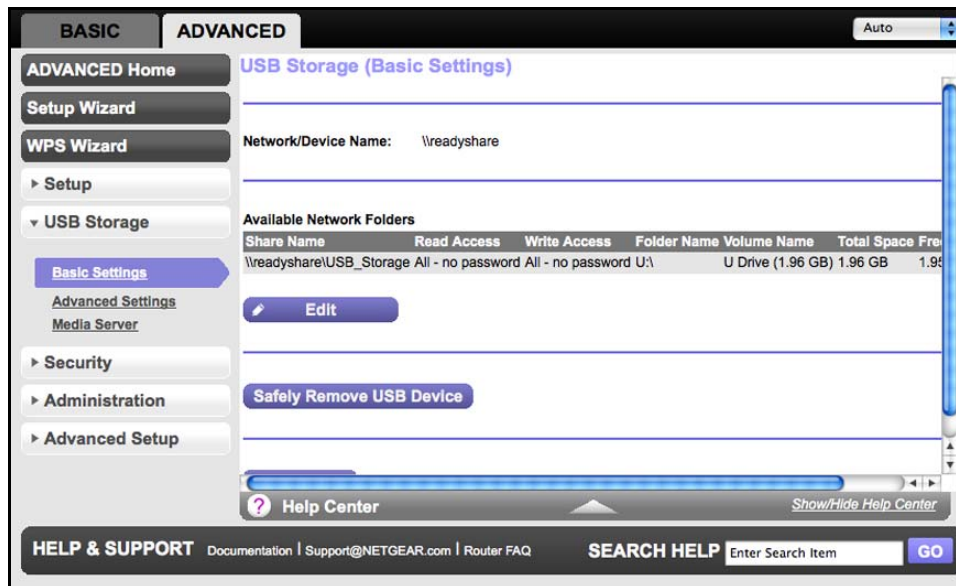 BASIC ADVANCED Auto
ADVANCED Home
Setup Wizard
WPS Wizard
Setup
USB Storage
Basic Settings
Advanced Settings
Media Server
Security
Administration
Advanced Setup
USB Storage (Basic Settings)
Network/Device Name: \\readyshare
Available Network Folders
Share Name Read Access Write Access Folder Name Volume Name Total Space Fre
\\readyshare\USB_Storage All - no password All - no password U:\ U Drive (1.96 GB) 1.96 GB 1.95
Edit
Safely Remove USB Device
? Help Center Show/Hide Help Center
HELP & SUPPORT Documentation | Support@NETGEAR.com | Router FAQ SEARCH HELP Enter Search Item GO